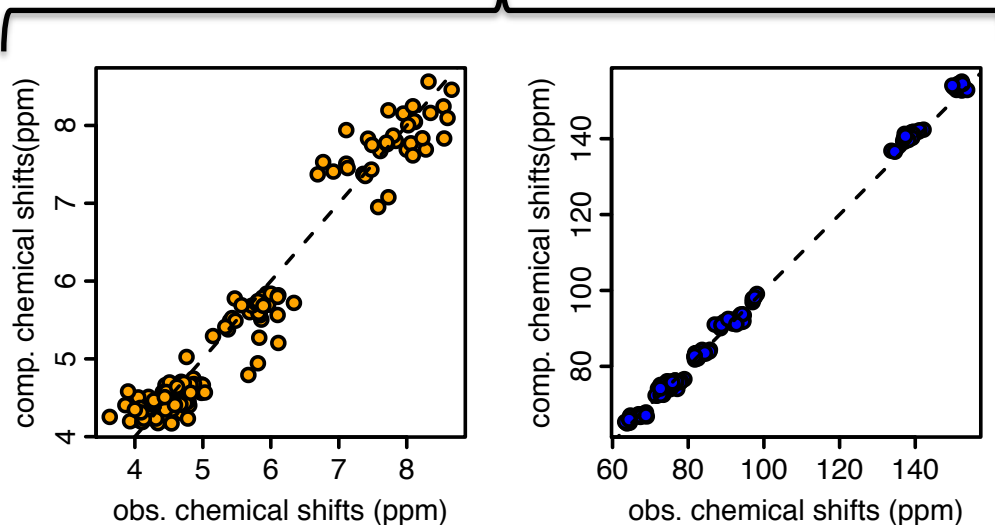 comp. chemical shifts(ppm)
8
7
6
5
4
4 5 6 7 8
obs. chemical shifts (ppm)
comp. chemical shifts(ppm)
140
120
100
80
60 80 100 120 140
obs. chemical shifts (ppm)